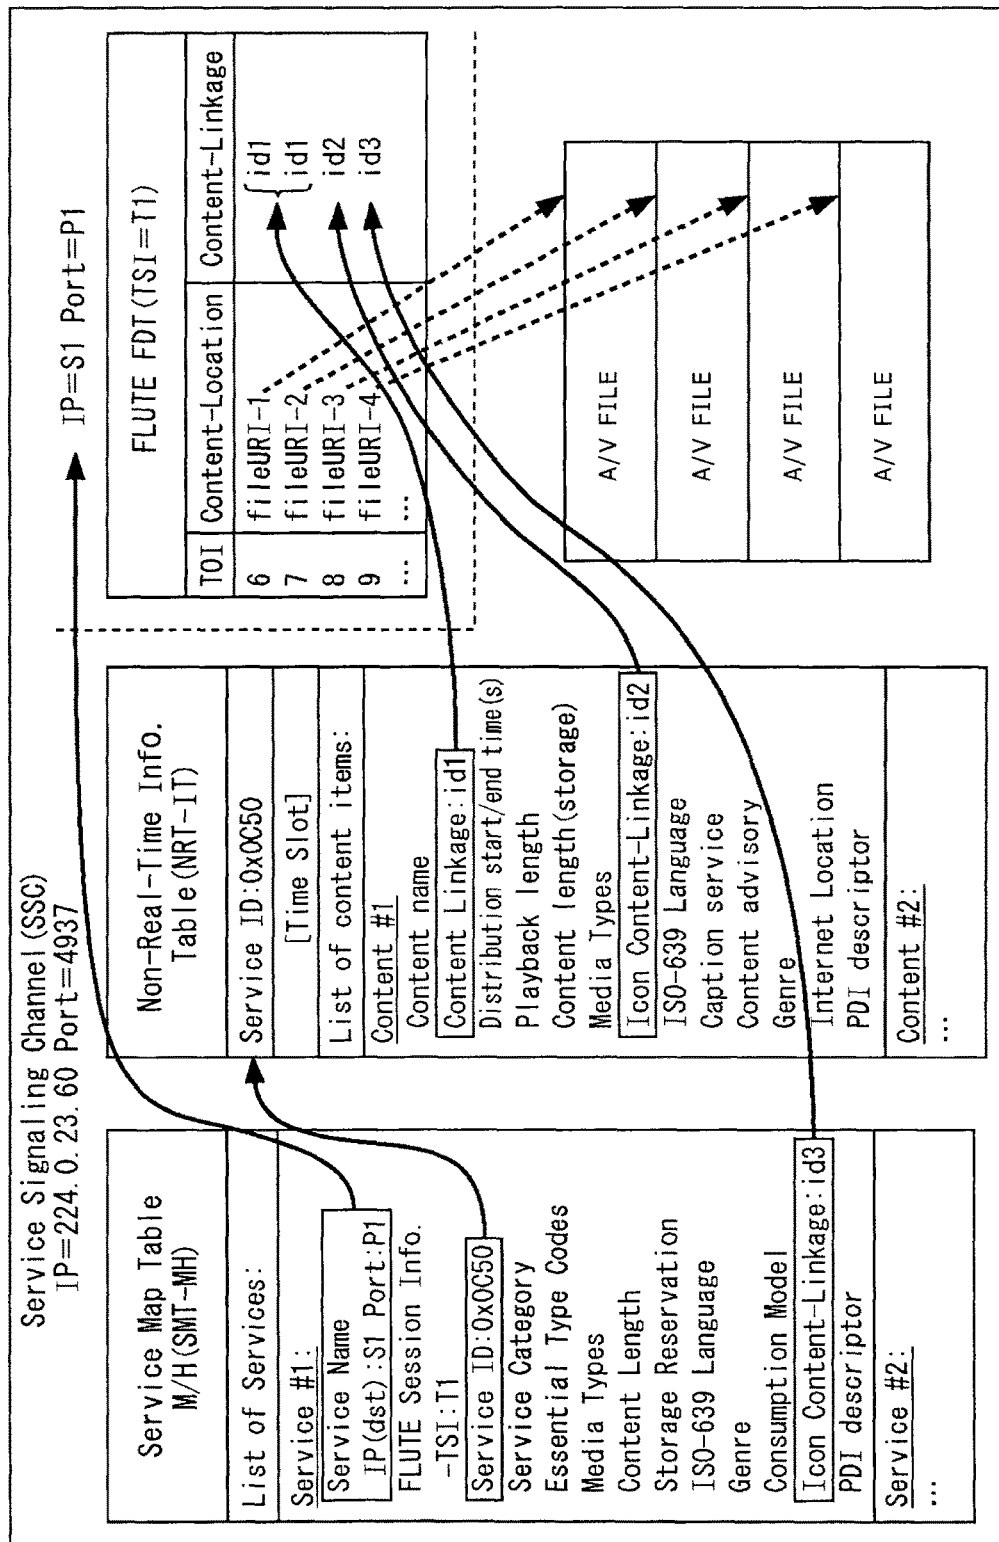 Service Signaling Channel(SSC)
IP=224.0.23.60 Port=4937
Service Map Table
M/H(SMT-MH)
List of Services:
Service #1:
Service Name
IP(dst):S1 Port:P1
FLUTE Session Info.
-TSI:T1
Service ID:0x0C50
Service Category
Essential Type Codes
Media Types
Content Length
Storage Reservation
ISO-639 Language
Genre
Consumption Model
Icon Content-Linkage:id3
PDI descriptor
Service #2:
...
Non-Real-Time Info.
Table(NRT-IT)
Service ID:0x0C50
[Time Slot]
List of content items:
Content #1
Content name
Content Linkage:id1
Distribution start/end time(s)
Playback length
Content length(storage)
Media Types
Icon Content-Linkage:id2
ISO-639 Language
Caption service
Content advisory
Genre
Internet Location
PDI descriptor
Content #2:
...
IP=S1 Port=P1
FLUTE FDT(TSI=T1)
TOI Content-Location Content-Linkage
6 fileURI-1 id1
7 fileURI-2 id1
8 fileURI-3 id2
9 fileURI-4 id3
... ...
A/V FILE
A/V FILE
A/V FILE
A/V FILE